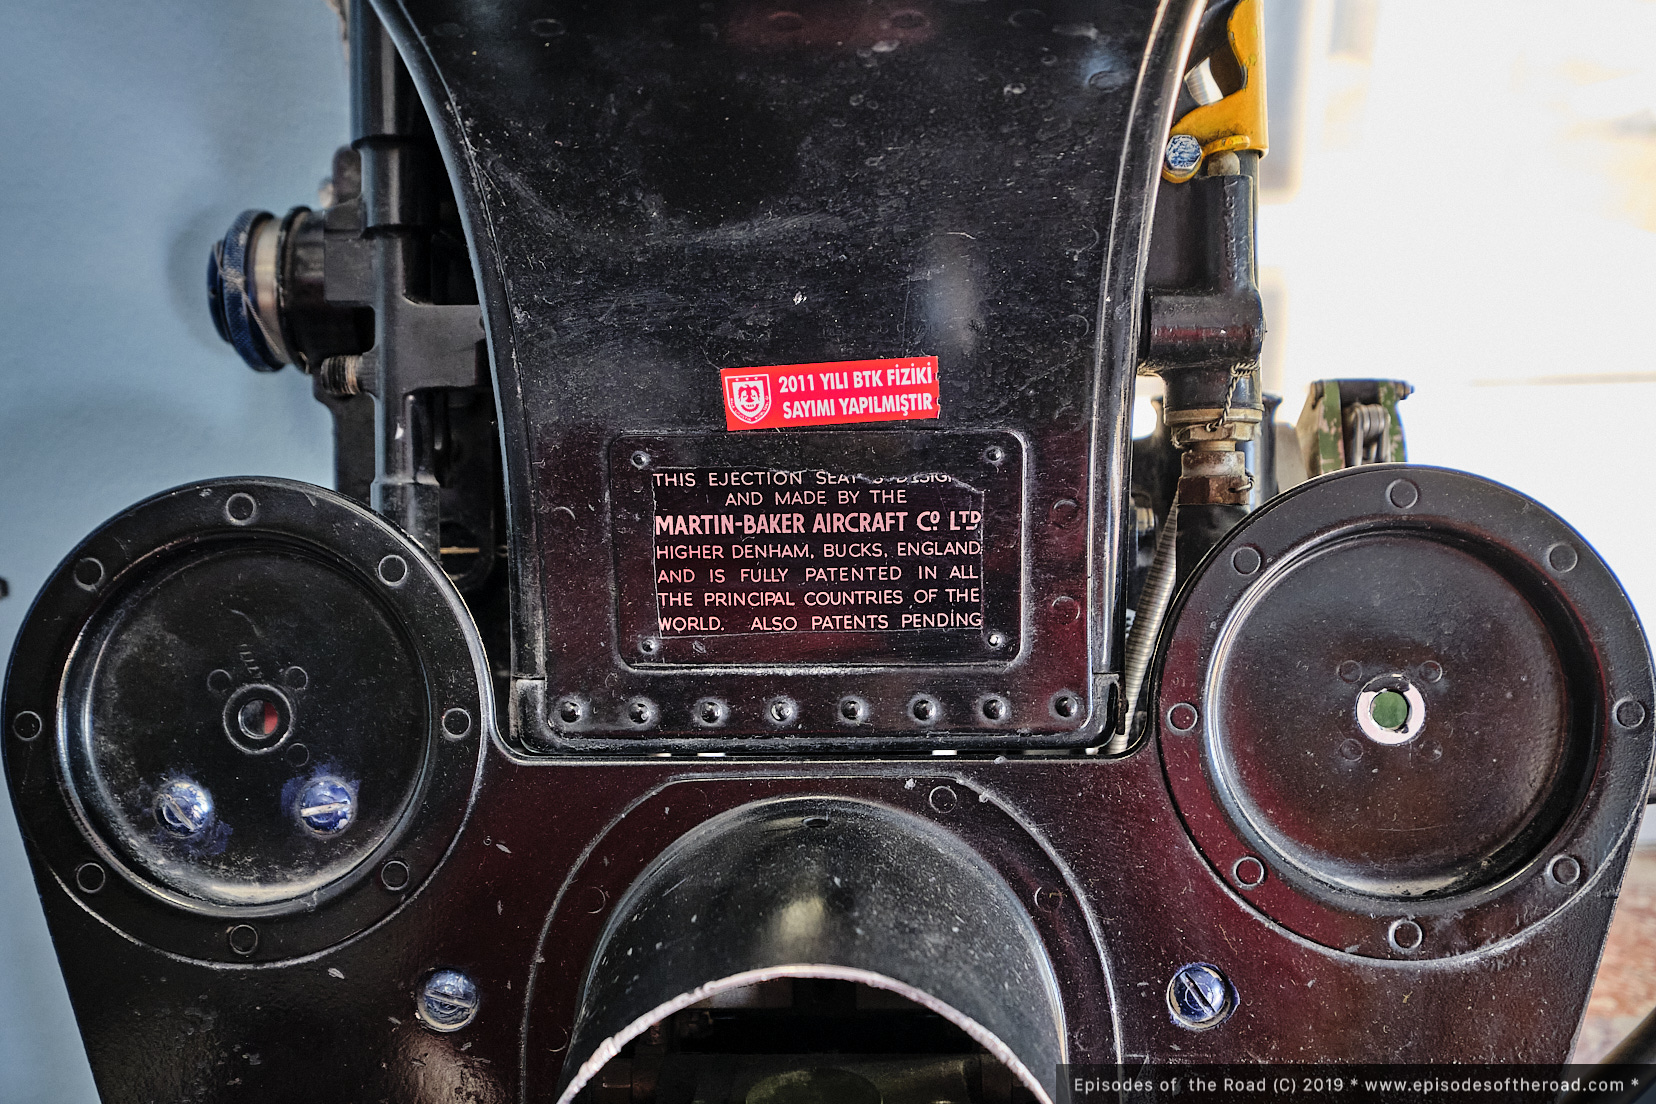 2011 YILI BTK FİZİKİ
SAYIMI YAPILMIŞTIR
THIS EJECTION SEAT
AND MADE BY THE
MARTIN-BAKER AIRCRAFT Cº LTD
HIGHER DENHAM, BUCKS, ENGLAND
AND IS FULLY PATENTED IN ALL
THE PRINCIPAL COUNTRIES OF THE
WORLD. ALSO PATENTS PENDING
Episodes of the Road (C) 2019 * www.episodesoftheroad.com *